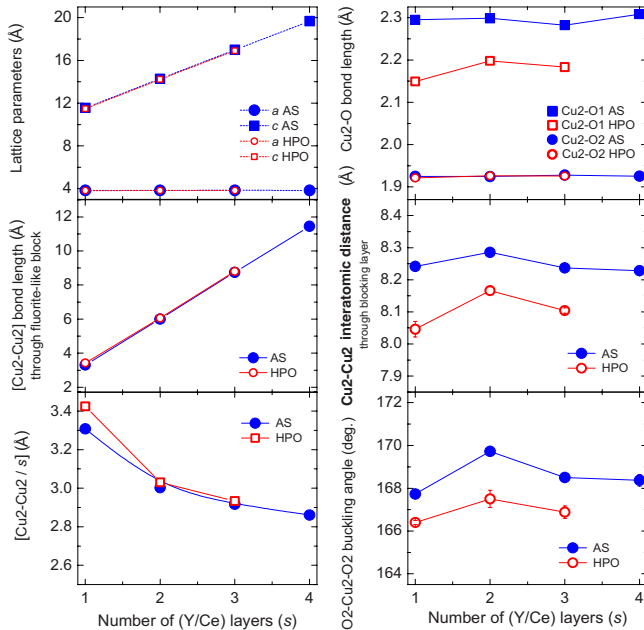 Lattice parameters (Å)
20
16
12
8
4
a AS
c AS
a HPO
c HPO
[Cu2-Cu2] bond length (Å)
through fluorite-like block
12
10
8
6
4
2
AS
HPO
[Cu2-Cu2 / s] (Å)
3.4
3.2
3.0
2.8
2.6
AS
HPO
1 2 3 4
Number of (Y/Ce) layers (s)
Cu2-O bond length (Å)
2.3
2.2
2.1
2.0
1.9
Cu2-O1 AS
Cu2-O1 HPO
Cu2-O2 AS
Cu2-O2 HPO
Cu2-Cu2 interatomic distance (Å)
through blocking layer
8.4
8.3
8.2
8.1
8.0
7.9
AS
HPO
O2-Cu2-O2 buckling angle (deg.)
172
170
168
166
164
AS
HPO
1 2 3 4
Number of (Y/Ce) layers (s)